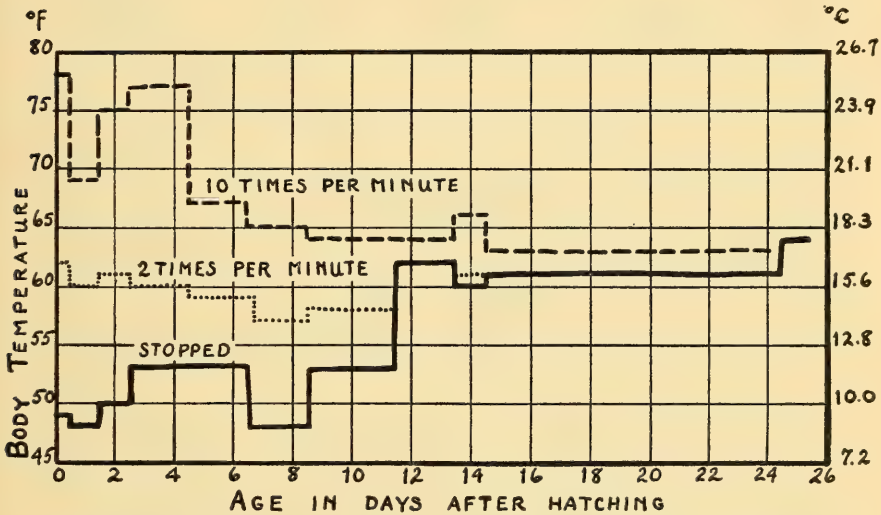 °F
°C
80
26.7
75
23.9
70
21.1
10 TIMES PER MINUTE
65
18.3
2 TIMES PER MINUTE
60
15.6
STOPPED
55
12.8
50
10.0
45
7.2
BODY TEMPERATURE
0 2 4 6 8 10 12 14 16 18 20 22 24 26
AGE IN DAYS AFTER HATCHING